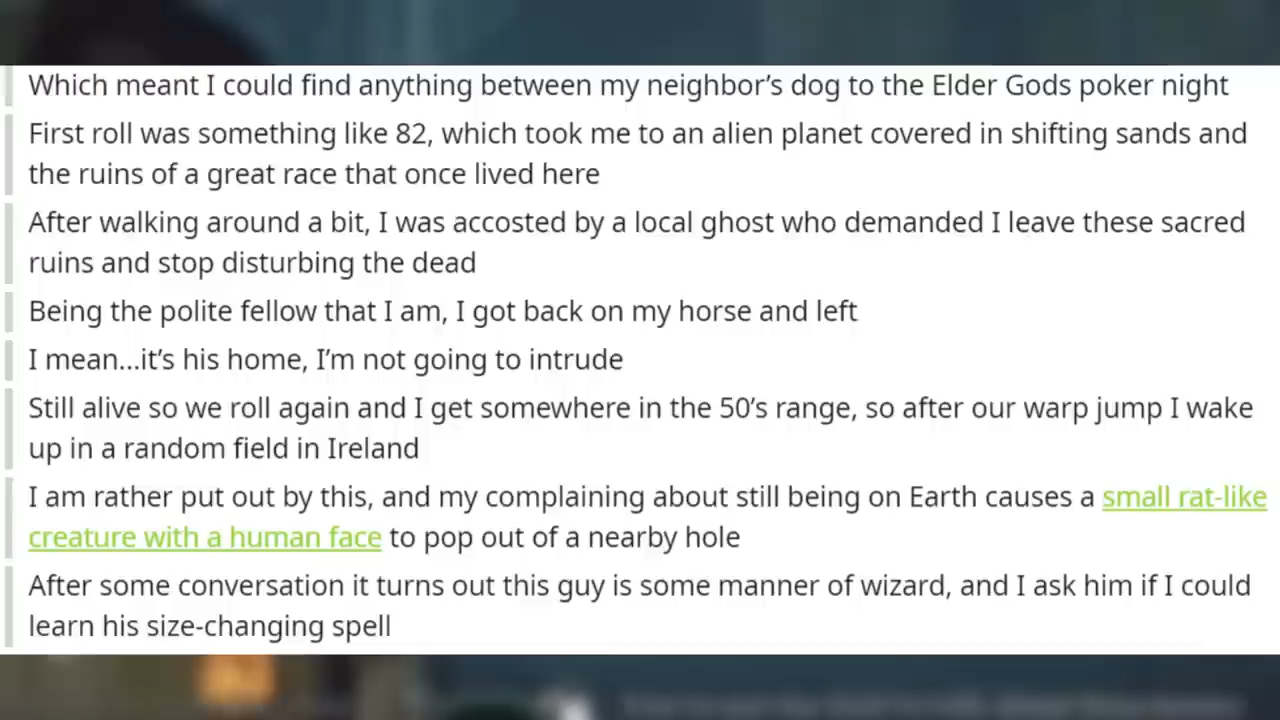 Which meant I could find anything between my neighbor’s dog to the Elder Gods poker night
First roll was something like 82, which took me to an alien planet covered in shifting sands and
the ruins of a great race that once lived here
After walking around a bit, I was accosted by a local ghost who demanded I leave these sacred
ruins and stop disturbing the dead
Being the polite fellow that I am, I got back on my horse and left
I mean...it’s his home, I’m not going to intrude
Still alive so we roll again and I get somewhere in the 50’s range, so after our warp jump I wake
up in a random field in Ireland
I am rather put out by this, and my complaining about still being on Earth causes a small rat-like
creature with a human face to pop out of a nearby hole
After some conversation it turns out this guy is some manner of wizard, and I ask him if I could
learn his size-changing spell